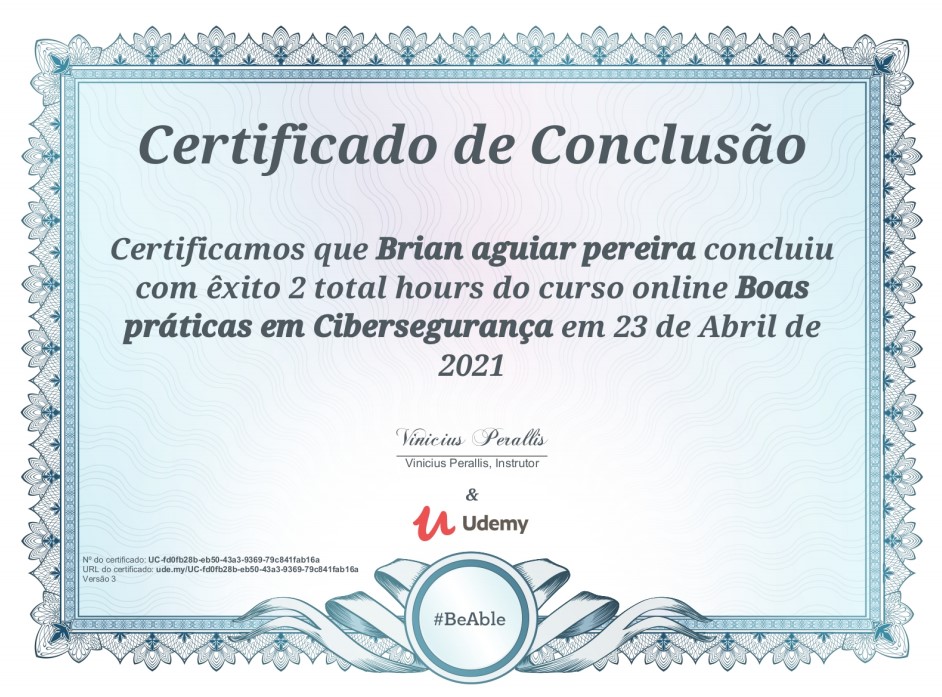 Certificado de Conclusão
Certificamos que Brian aguiar pereira concluiu
com êxito 2 total hours do curso online Boas
práticas em Cibersegurança em 23 de Abril de
2021
Vinicius Perallis
Vinicius Perallis, Instrutor
&
Udemy
Nº do certificado: UC-fd0fb28b-eb50-43a3-9369-79c841fab16a
URL do certificado: ude.my/UC-fd0fb28b-eb50-43a3-9369-79c841fab16a
Versão 3
#BeAble